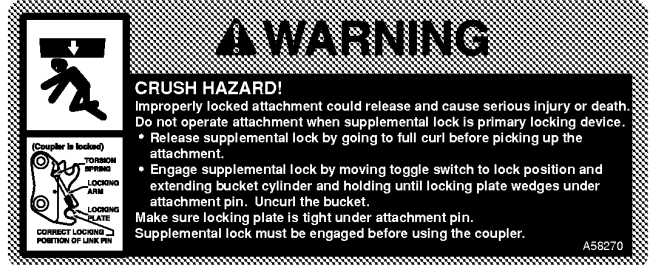 WARNING
CRUSH HAZARD!
Improperly locked attachment could release and cause serious injury or death.
Do not operate attachment when supplemental lock is primary locking device.
• Release supplemental lock by going to full curl before picking up the
attachment.
• Engage supplemental lock by moving toggle switch to lock position and
extending bucket cylinder and holding until locking plate wedges under
attachment pin. Uncurl the bucket.
Make sure locking plate is tight under attachment pin.
Supplemental lock must be engaged before using the coupler.
A58270
(Coupler is locked)
TORSION
SPRING
LOCKING
ARM
LOCKING
PLATE
CORRECT LOCKING
POSITION OF LINK PIN